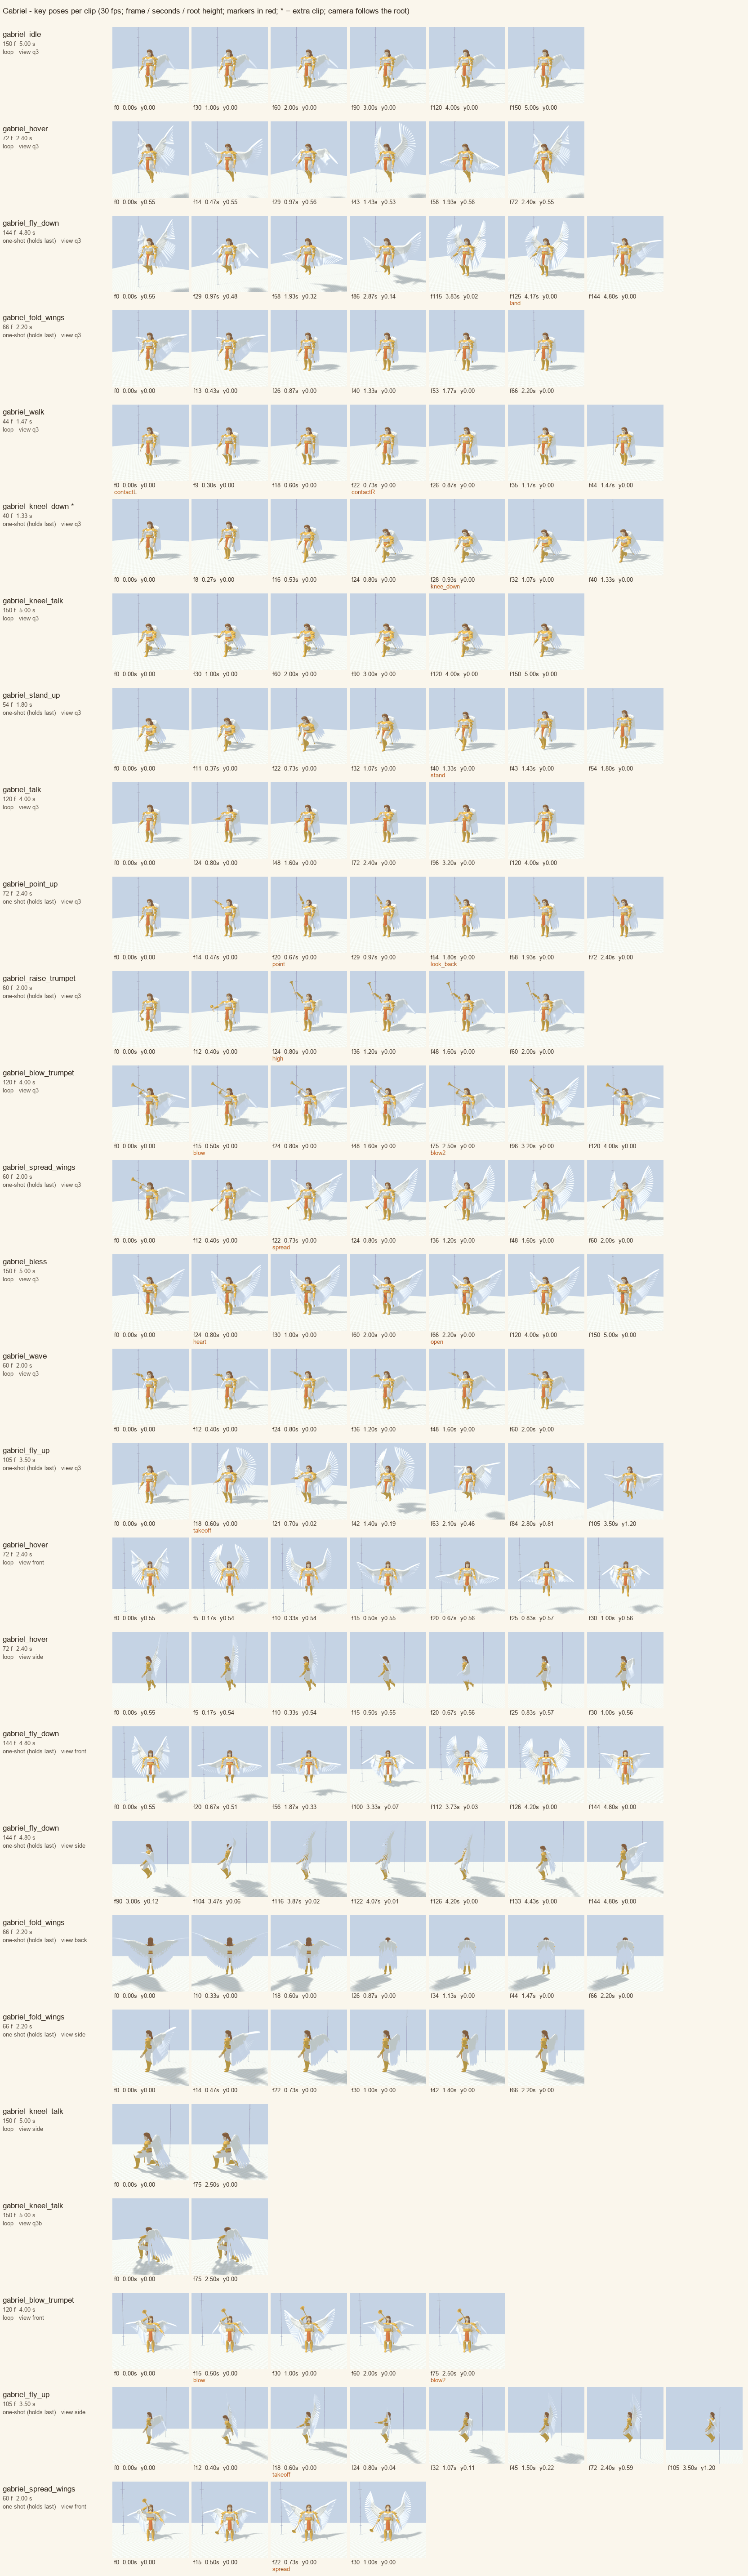 Gabriel - key poses per clip (30 fps; frame / seconds / root height; markers in red; * = extra clip; camera follows the root)
gabriel_idle
150 f  5.00 s
loop  view q3
f0  0.00s  y0.00  f30  1.00s  y0.00  f60  2.00s  y0.00  f90  3.00s  y0.00  f120  4.00s  y0.00  f150  5.00s  y0.00
gabriel_hover
72 f  2.40 s
loop  view q3
f0  0.00s  y0.55  f14  0.47s  y0.55  f29  0.97s  y0.56  f43  1.43s  y0.53  f58  1.93s  y0.56  f72  2.40s  y0.55
gabriel_fly_down
144 f  4.80 s
one-shot (holds last)  view q3
f0  0.00s  y0.55  f29  0.97s  y0.48  f58  1.93s  y0.32  f86  2.87s  y0.14  f115  3.83s  y0.02  f125  4.17s  y0.00  f144  4.80s  y0.00
land
gabriel_fold_wings
66 f  2.20 s
one-shot (holds last)  view q3
f0  0.00s  y0.00  f13  0.43s  y0.00  f26  0.87s  y0.00  f40  1.33s  y0.00  f53  1.77s  y0.00  f66  2.20s  y0.00
gabriel_walk
44 f  1.47 s
loop  view q3
f0  0.00s  y0.00  f9  0.30s  y0.00  f18  0.60s  y0.00  f22  0.73s  y0.00  f26  0.87s  y0.00  f35  1.17s  y0.00  f44  1.47s  y0.00
contactL  contactR
gabriel_kneel_down *
40 f  1.33 s
one-shot (holds last)  view q3
f0  0.00s  y0.00  f8  0.27s  y0.00  f16  0.53s  y0.00  f24  0.80s  y0.00  f28  0.93s  y0.00  f32  1.07s  y0.00  f40  1.33s  y0.00
knee_down
gabriel_kneel_talk
150 f  5.00 s
loop  view q3
f0  0.00s  y0.00  f30  1.00s  y0.00  f60  2.00s  y0.00  f90  3.00s  y0.00  f120  4.00s  y0.00  f150  5.00s  y0.00
gabriel_stand_up
54 f  1.80 s
one-shot (holds last)  view q3
f0  0.00s  y0.00  f11  0.37s  y0.00  f22  0.73s  y0.00  f32  1.07s  y0.00  f40  1.33s  y0.00  f43  1.43s  y0.00  f54  1.80s  y0.00
stand
gabriel_talk
120 f  4.00 s
loop  view q3
f0  0.00s  y0.00  f24  0.80s  y0.00  f48  1.60s  y0.00  f72  2.40s  y0.00  f96  3.20s  y0.00  f120  4.00s  y0.00
gabriel_point_up
72 f  2.40 s
one-shot (holds last)  view q3
f0  0.00s  y0.00  f14  0.47s  y0.00  f20  0.67s  y0.00  f29  0.97s  y0.00  f54  1.80s  y0.00  f58  1.93s  y0.00  f72  2.40s  y0.00
point  look_back
gabriel_raise_trumpet
60 f  2.00 s
one-shot (holds last)  view q3
f0  0.00s  y0.00  f12  0.40s  y0.00  f24  0.80s  y0.00  f36  1.20s  y0.00  f48  1.60s  y0.00  f60  2.00s  y0.00
high
gabriel_blow_trumpet
120 f  4.00 s
loop  view q3
f0  0.00s  y0.00  f15  0.50s  y0.00  f24  0.80s  y0.00  f48  1.60s  y0.00  f75  2.50s  y0.00  f96  3.20s  y0.00  f120  4.00s  y0.00
blow  blow2
gabriel_spread_wings
60 f  2.00 s
one-shot (holds last)  view q3
f0  0.00s  y0.00  f12  0.40s  y0.00  f22  0.73s  y0.00  f24  0.80s  y0.00  f36  1.20s  y0.00  f48  1.60s  y0.00  f60  2.00s  y0.00
spread
gabriel_bless
150 f  5.00 s
loop  view q3
f0  0.00s  y0.00  f24  0.80s  y0.00  f30  1.00s  y0.00  f60  2.00s  y0.00  f66  2.20s  y0.00  f120  4.00s  y0.00  f150  5.00s  y0.00
heart  open
gabriel_wave
60 f  2.00 s
loop  view q3
f0  0.00s  y0.00  f12  0.40s  y0.00  f24  0.80s  y0.00  f36  1.20s  y0.00  f48  1.60s  y0.00  f60  2.00s  y0.00
gabriel_fly_up
105 f  3.50 s
one-shot (holds last)  view q3
f0  0.00s  y0.00  f18  0.60s  y0.00  f21  0.70s  y0.02  f42  1.40s  y0.19  f63  2.10s  y0.46  f84  2.80s  y0.81  f105  3.50s  y1.20
takeoff
gabriel_hover
72 f  2.40 s
loop  view front
f0  0.00s  y0.55  f5  0.17s  y0.54  f10  0.33s  y0.54  f15  0.50s  y0.55  f20  0.67s  y0.56  f25  0.83s  y0.57  f30  1.00s  y0.56
gabriel_hover
72 f  2.40 s
loop  view side
f0  0.00s  y0.55  f5  0.17s  y0.54  f10  0.33s  y0.54  f15  0.50s  y0.55  f20  0.67s  y0.56  f25  0.83s  y0.57  f30  1.00s  y0.56
gabriel_fly_down
144 f  4.80 s
one-shot (holds last)  view front
f0  0.00s  y0.55  f20  0.67s  y0.51  f56  1.87s  y0.33  f100  3.33s  y0.07  f112  3.73s  y0.03  f126  4.20s  y0.00  f144  4.80s  y0.00
gabriel_fly_down
144 f  4.80 s
one-shot (holds last)  view side
f90  3.00s  y0.12  f104  3.47s  y0.06  f116  3.87s  y0.02  f122  4.07s  y0.01  f126  4.20s  y0.00  f133  4.43s  y0.00  f144  4.80s  y0.00
gabriel_fold_wings
66 f  2.20 s
one-shot (holds last)  view back
f0  0.00s  y0.00  f10  0.33s  y0.00  f18  0.60s  y0.00  f26  0.87s  y0.00  f34  1.13s  y0.00  f44  1.47s  y0.00  f66  2.20s  y0.00
gabriel_fold_wings
66 f  2.20 s
one-shot (holds last)  view side
f0  0.00s  y0.00  f14  0.47s  y0.00  f22  0.73s  y0.00  f30  1.00s  y0.00  f42  1.40s  y0.00  f66  2.20s  y0.00
gabriel_kneel_talk
150 f  5.00 s
loop  view side
f0  0.00s  y0.00  f75  2.50s  y0.00
gabriel_kneel_talk
150 f  5.00 s
loop  view q3b
f0  0.00s  y0.00  f75  2.50s  y0.00
gabriel_blow_trumpet
120 f  4.00 s
loop  view front
f0  0.00s  y0.00  f15  0.50s  y0.00  f30  1.00s  y0.00  f60  2.00s  y0.00  f75  2.50s  y0.00
blow  blow2
gabriel_fly_up
105 f  3.50 s
one-shot (holds last)  view side
f0  0.00s  y0.00  f12  0.40s  y0.00  f18  0.60s  y0.00  f24  0.80s  y0.04  f32  1.07s  y0.11  f45  1.50s  y0.22  f72  2.40s  y0.59  f105  3.50s  y1.20
takeoff
gabriel_spread_wings
60 f  2.00 s
one-shot (holds last)  view front
f0  0.00s  y0.00  f15  0.50s  y0.00  f22  0.73s  y0.00  f30  1.00s  y0.00
spread